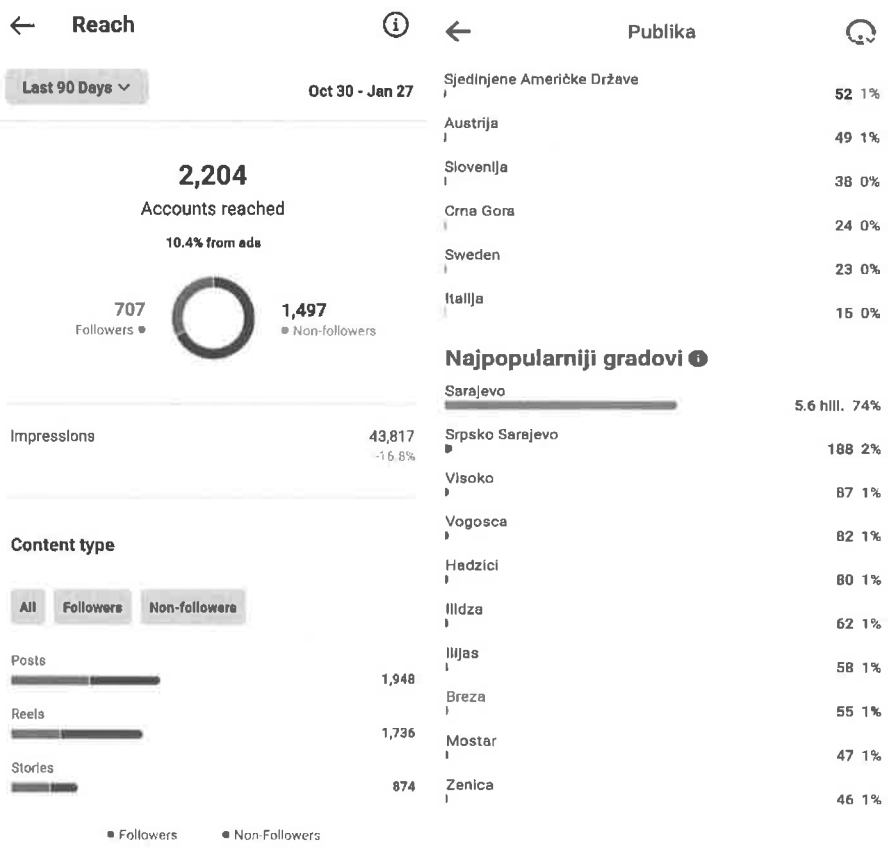 Reach
Last 90 Days
Oct 30 - Jan 27
2,204
Accounts reached
10.4% from ads
707
Followers
1,497
Non-followers
Impressions
43,817
-16.8%
Content type
All Followers Non-followers
Posts
1,948
Reels
1,736
Stories
874
Followers Non-Followers
Publika
Sjedinjene Američke Države
52 1%
Austrija
49 1%
Slovenija
38 0%
Crna Gora
24 0%
Sweden
23 0%
Italija
15 0%
Najpopularniji gradovi
Sarajevo
5.6 hilj. 74%
Srpsko Sarajevo
188 2%
Visoko
87 1%
Vogosca
82 1%
Hadzici
80 1%
Ilidza
62 1%
Ilijas
58 1%
Breza
55 1%
Mostar
47 1%
Zenica
46 1%